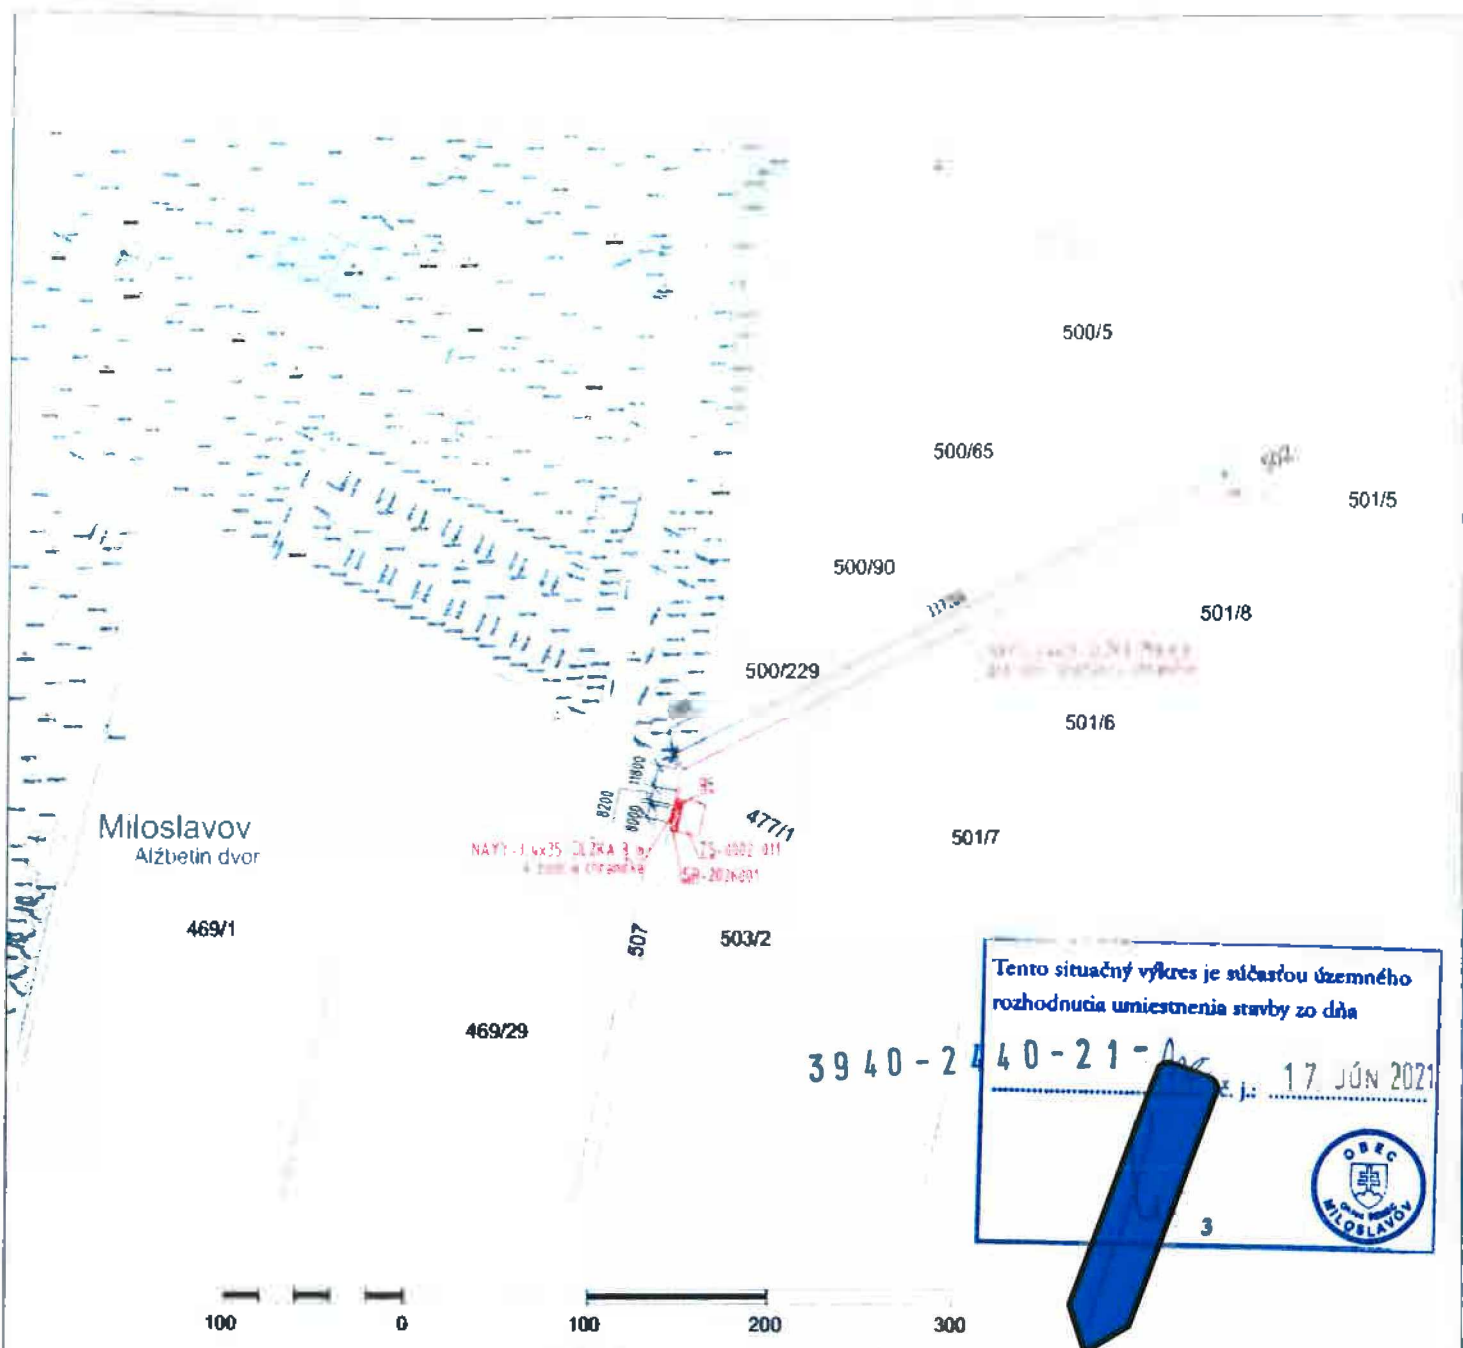 500/5
500/65
501/5
500/90
501/8
500/229
501/6
11800
8200
8000
477/1
501/7
Miloslavov
Alžbetin dvor
469/1
507
503/2
469/29
Tento situačný výkres je súčasťou územného
rozhodnutia umiestnenia stavby zo dňa
3940-2440-21-
č. j.: 17. JÚN 2021
OBEC
MILOSLAVOV
3
100 0 100 200 300